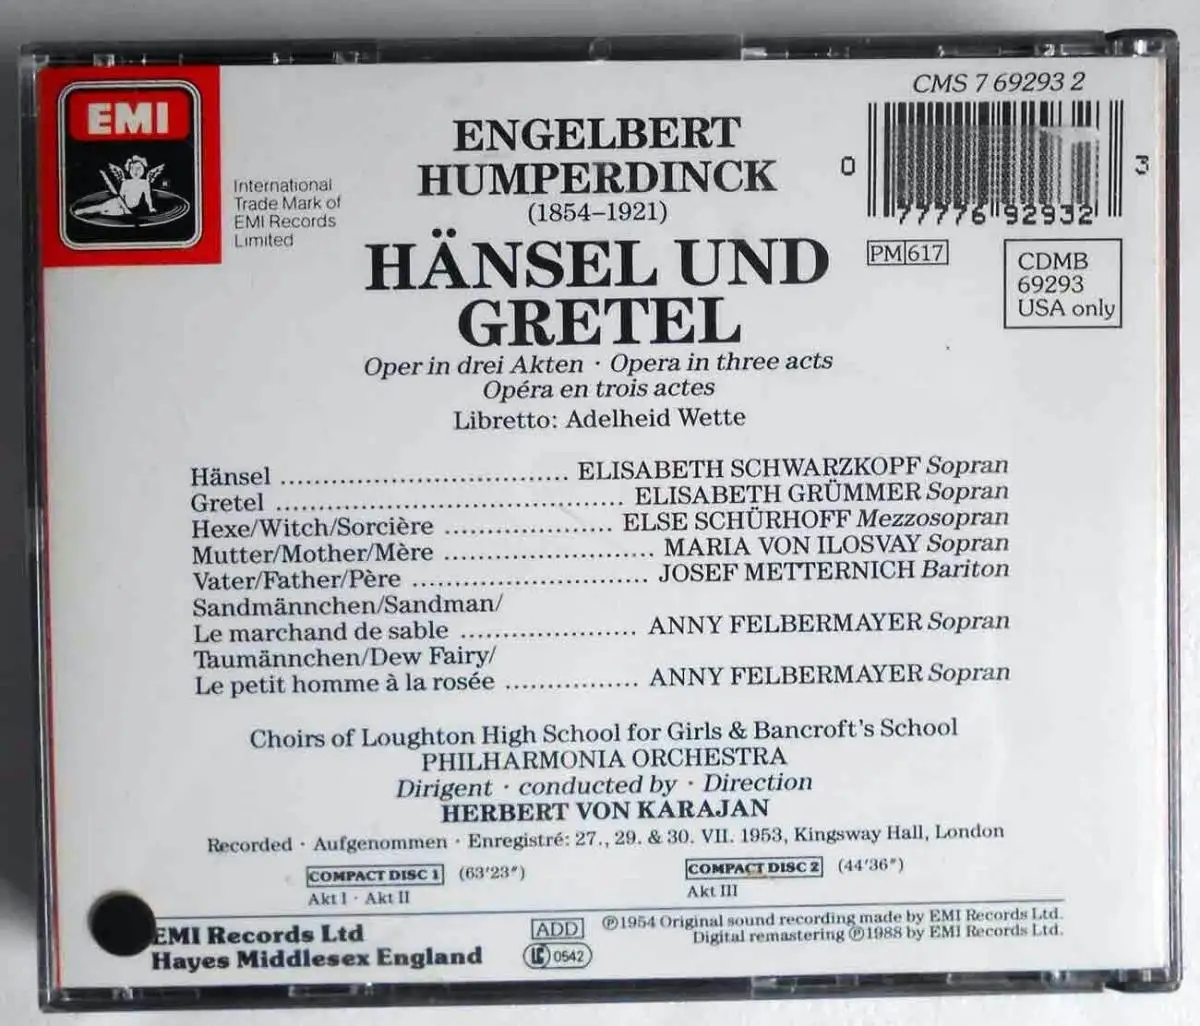 EMI
International
Trade Mark of
EMI Records
Limited
ENGELBERT
HUMPERDINCK
(1854–1921)
HÄNSEL UND
GRETEL
Oper in drei Akten · Opera in three acts
Opéra en trois actes
Libretto: Adelheid Wette
CMS 7 69293 2
0 77776 92932 3
PM 617
CDMB
69293
USA only
Hänsel .................................. ELISABETH SCHWARZKOPF Sopran
Gretel .......................................... ELISABETH GRÜMMER Sopran
Hexe/Witch/Sorcière .................... ELSE SCHÜRHOFF Mezzosopran
Mutter/Mother/Mère ......................... MARIA VON ILOSVAY Sopran
Vater/Father/Père ............................ JOSEF METTERNICH Bariton
Sandmännchen/Sandman/
Le marchand de sable ..................... ANNY FELBERMAYER Sopran
Taumännchen/Dew Fairy/
Le petit homme à la rosée ................ ANNY FELBERMAYER Sopran
Choirs of Loughton High School for Girls & Bancroft's School
PHILHARMONIA ORCHESTRA
Dirigent · conducted by · Direction
HERBERT VON KARAJAN
Recorded · Aufgenommen · Enregistré: 27., 29. & 30. VII. 1953, Kingsway Hall, London
COMPACT DISC 1 (63'23")
Akt I · Akt II
COMPACT DISC 2 (44'36")
Akt III
EMI Records Ltd
Hayes Middlesex England
ADD
LC 0542
℗1954 Original sound recording made by EMI Records Ltd.
Digital remastering ℗1988 by EMI Records Ltd.